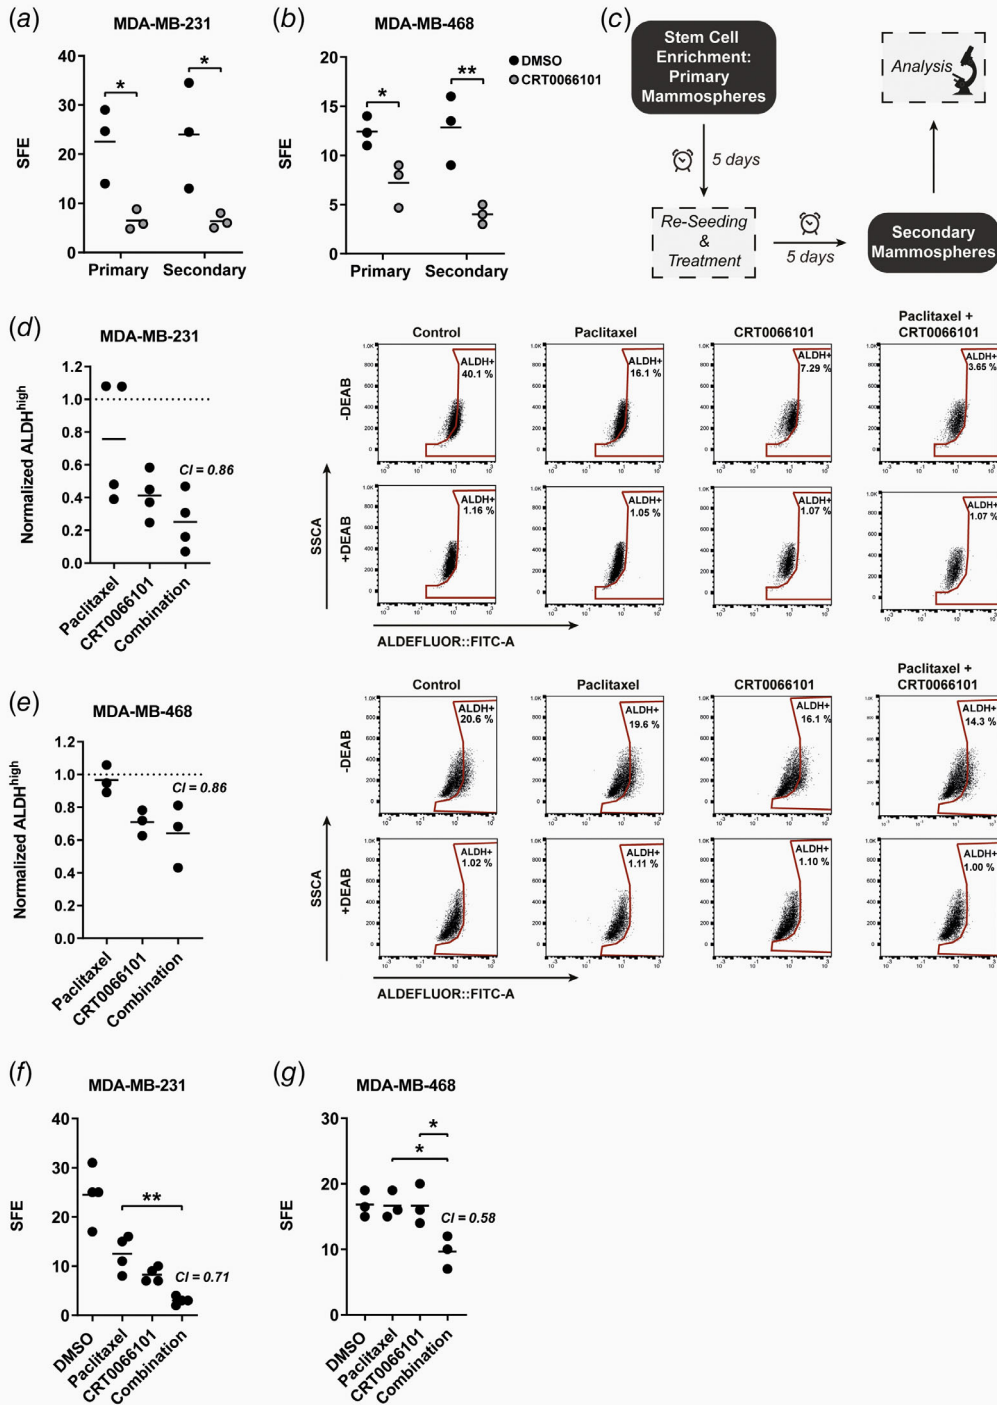 (a)
MDA-MB-231
SFE
40
30
20
10
0
*
*
Primary
Secondary
(b)
MDA-MB-468
SFE
20
15
10
5
0
*
**
DMSO
CRT0066101
Primary
Secondary
(c)
Stem Cell
Enrichment:
Primary
Mammospheres
5 days
Re-Seeding
&
Treatment
5 days
Secondary
Mammospheres
Analysis
(d)
MDA-MB-231
Normalized ALDHhigh
1.2
1.0
0.8
0.6
0.4
0.2
0.0
CI = 0.86
Paclitaxel
CRT0066101
Combination
Control
Paclitaxel
CRT0066101
Paclitaxel +
CRT0066101
-DEAB
ALDH+
40.1 %
ALDH+
16.1 %
ALDH+
7.29 %
ALDH+
3.65 %
+DEAB
ALDH+
1.16 %
ALDH+
1.05 %
ALDH+
1.07 %
ALDH+
1.07 %
SSCA
ALDEFLUOR::FITC-A
(e)
MDA-MB-468
Normalized ALDHhigh
1.2
1.0
0.8
0.6
0.4
0.2
0.0
CI = 0.86
Paclitaxel
CRT0066101
Combination
Control
Paclitaxel
CRT0066101
Paclitaxel +
CRT0066101
-DEAB
ALDH+
20.6 %
ALDH+
19.6 %
ALDH+
16.1 %
ALDH+
14.3 %
+DEAB
ALDH+
1.02 %
ALDH+
1.11 %
ALDH+
1.10 %
ALDH+
1.00 %
SSCA
ALDEFLUOR::FITC-A
(f)
MDA-MB-231
SFE
40
30
20
10
0
**
CI = 0.71
DMSO
Paclitaxel
CRT0066101
Combination
(g)
MDA-MB-468
SFE
30
20
10
0
*
*
CI = 0.58
DMSO
Paclitaxel
CRT0066101
Combination